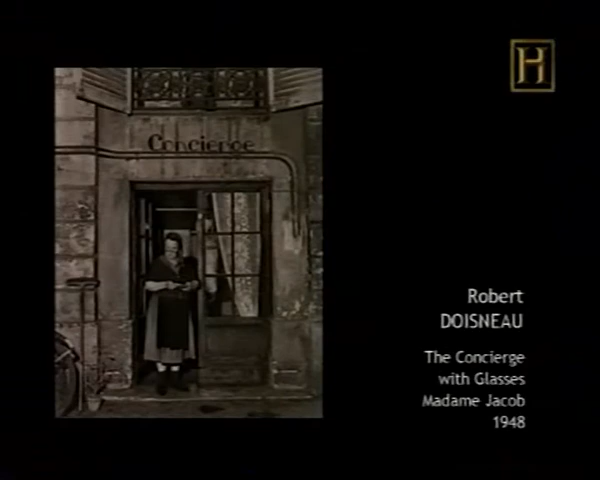 H
Concierge
Robert
DOISNEAU
The Concierge
with Glasses
Madame Jacob
1948